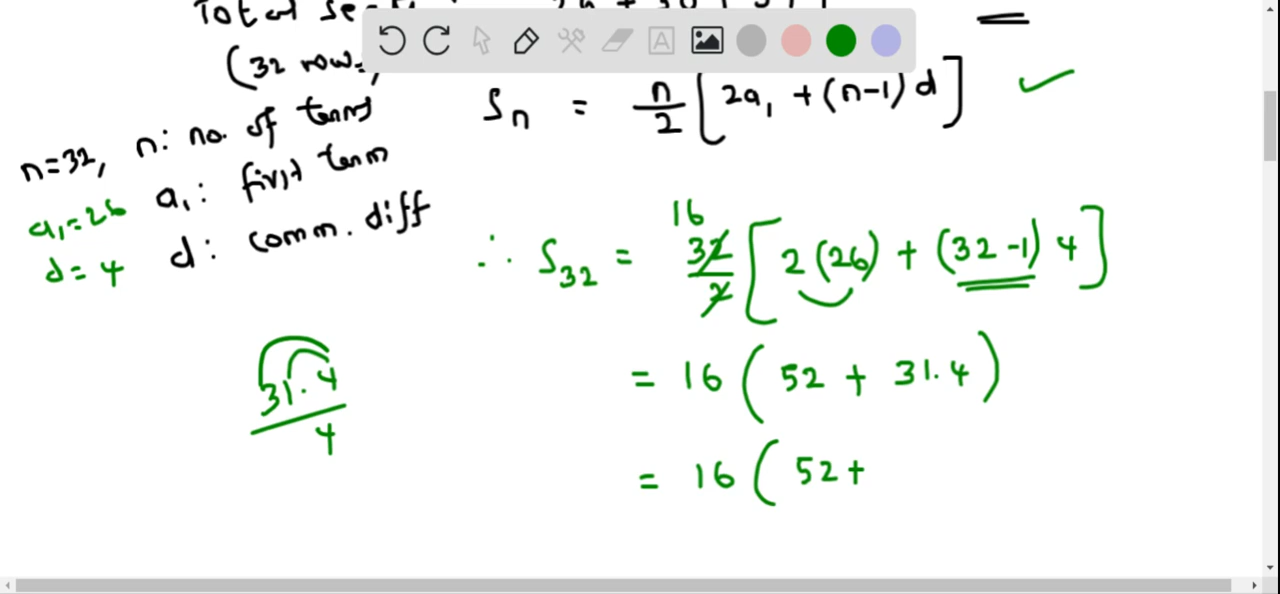 Total
(32 rows)
Sₙ = n/2 [2a₁ + (n-1) d] ✓
n=32, n: no. of terms
a₁=26 a₁: first term
d=4 d: comm. diff
∴ S₃₂ = 16 32/2 [2 (26) + (32-1) 4]
31.4
4
= 16 (52 + 31.4)
= 16 (52 +